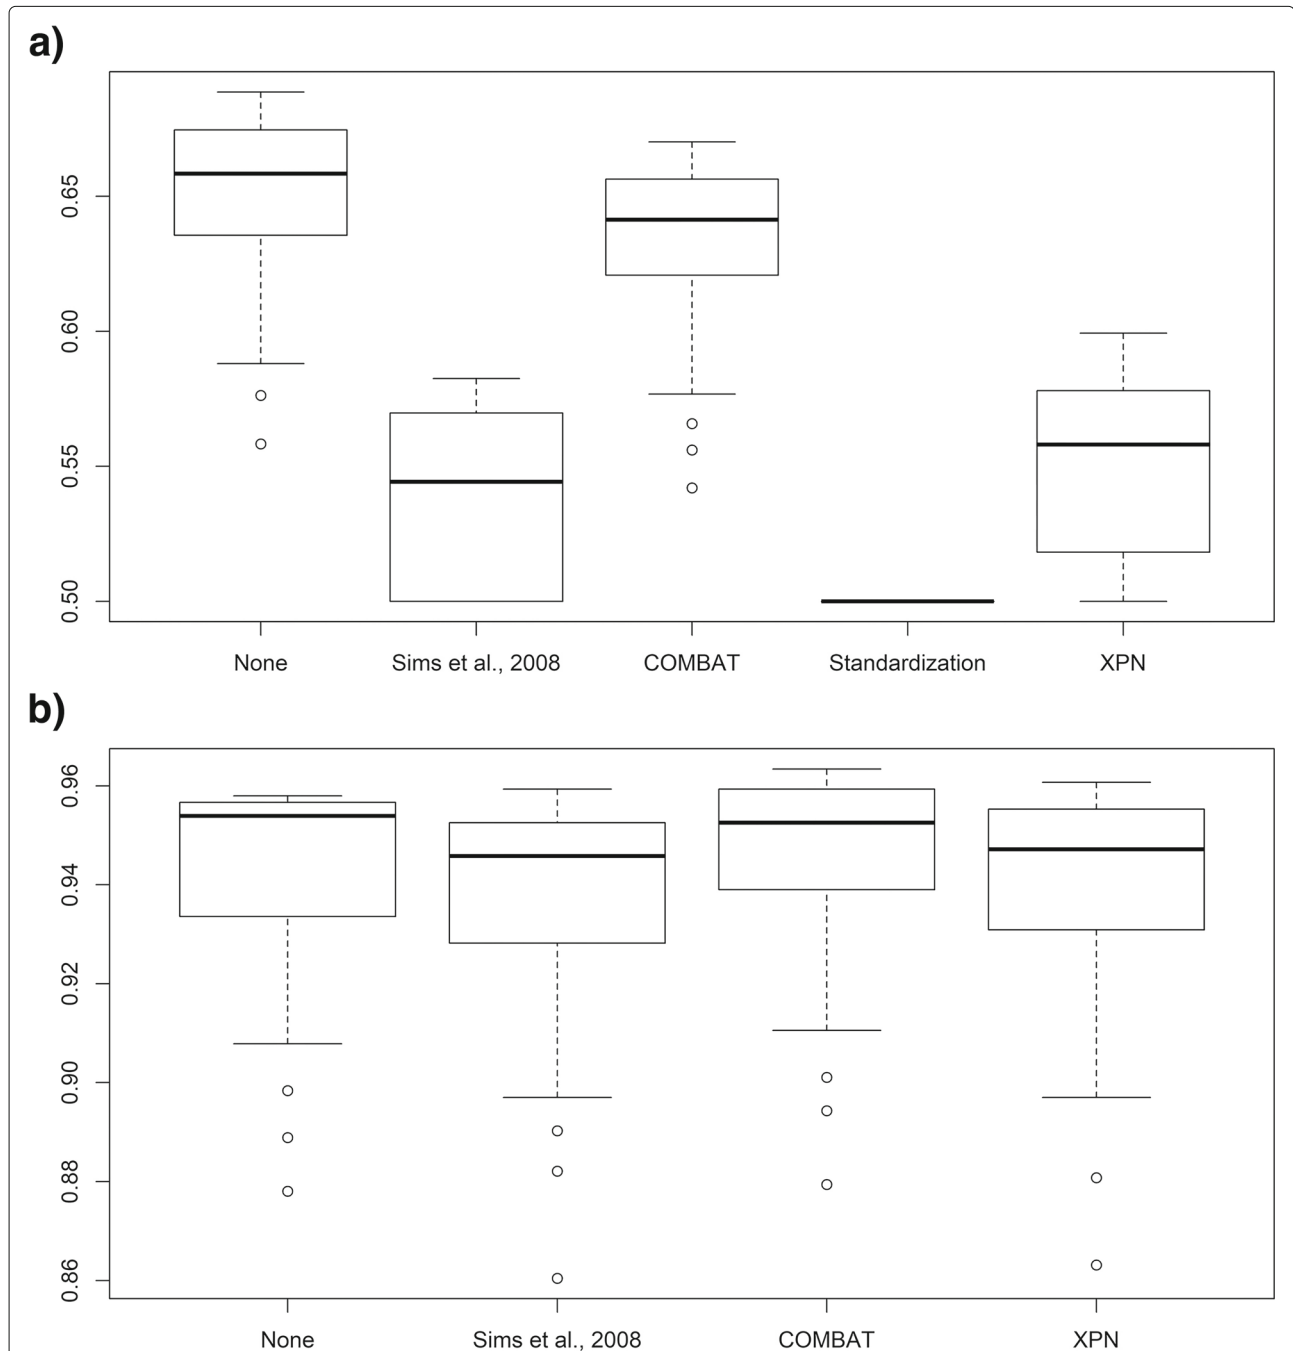 a)
0.65
0.60
0.55
0.50
None Sims et al., 2008 COMBAT Standardization XPN
b)
0.96
0.94
0.92
0.90
0.88
0.86
None Sims et al., 2008 COMBAT XPN